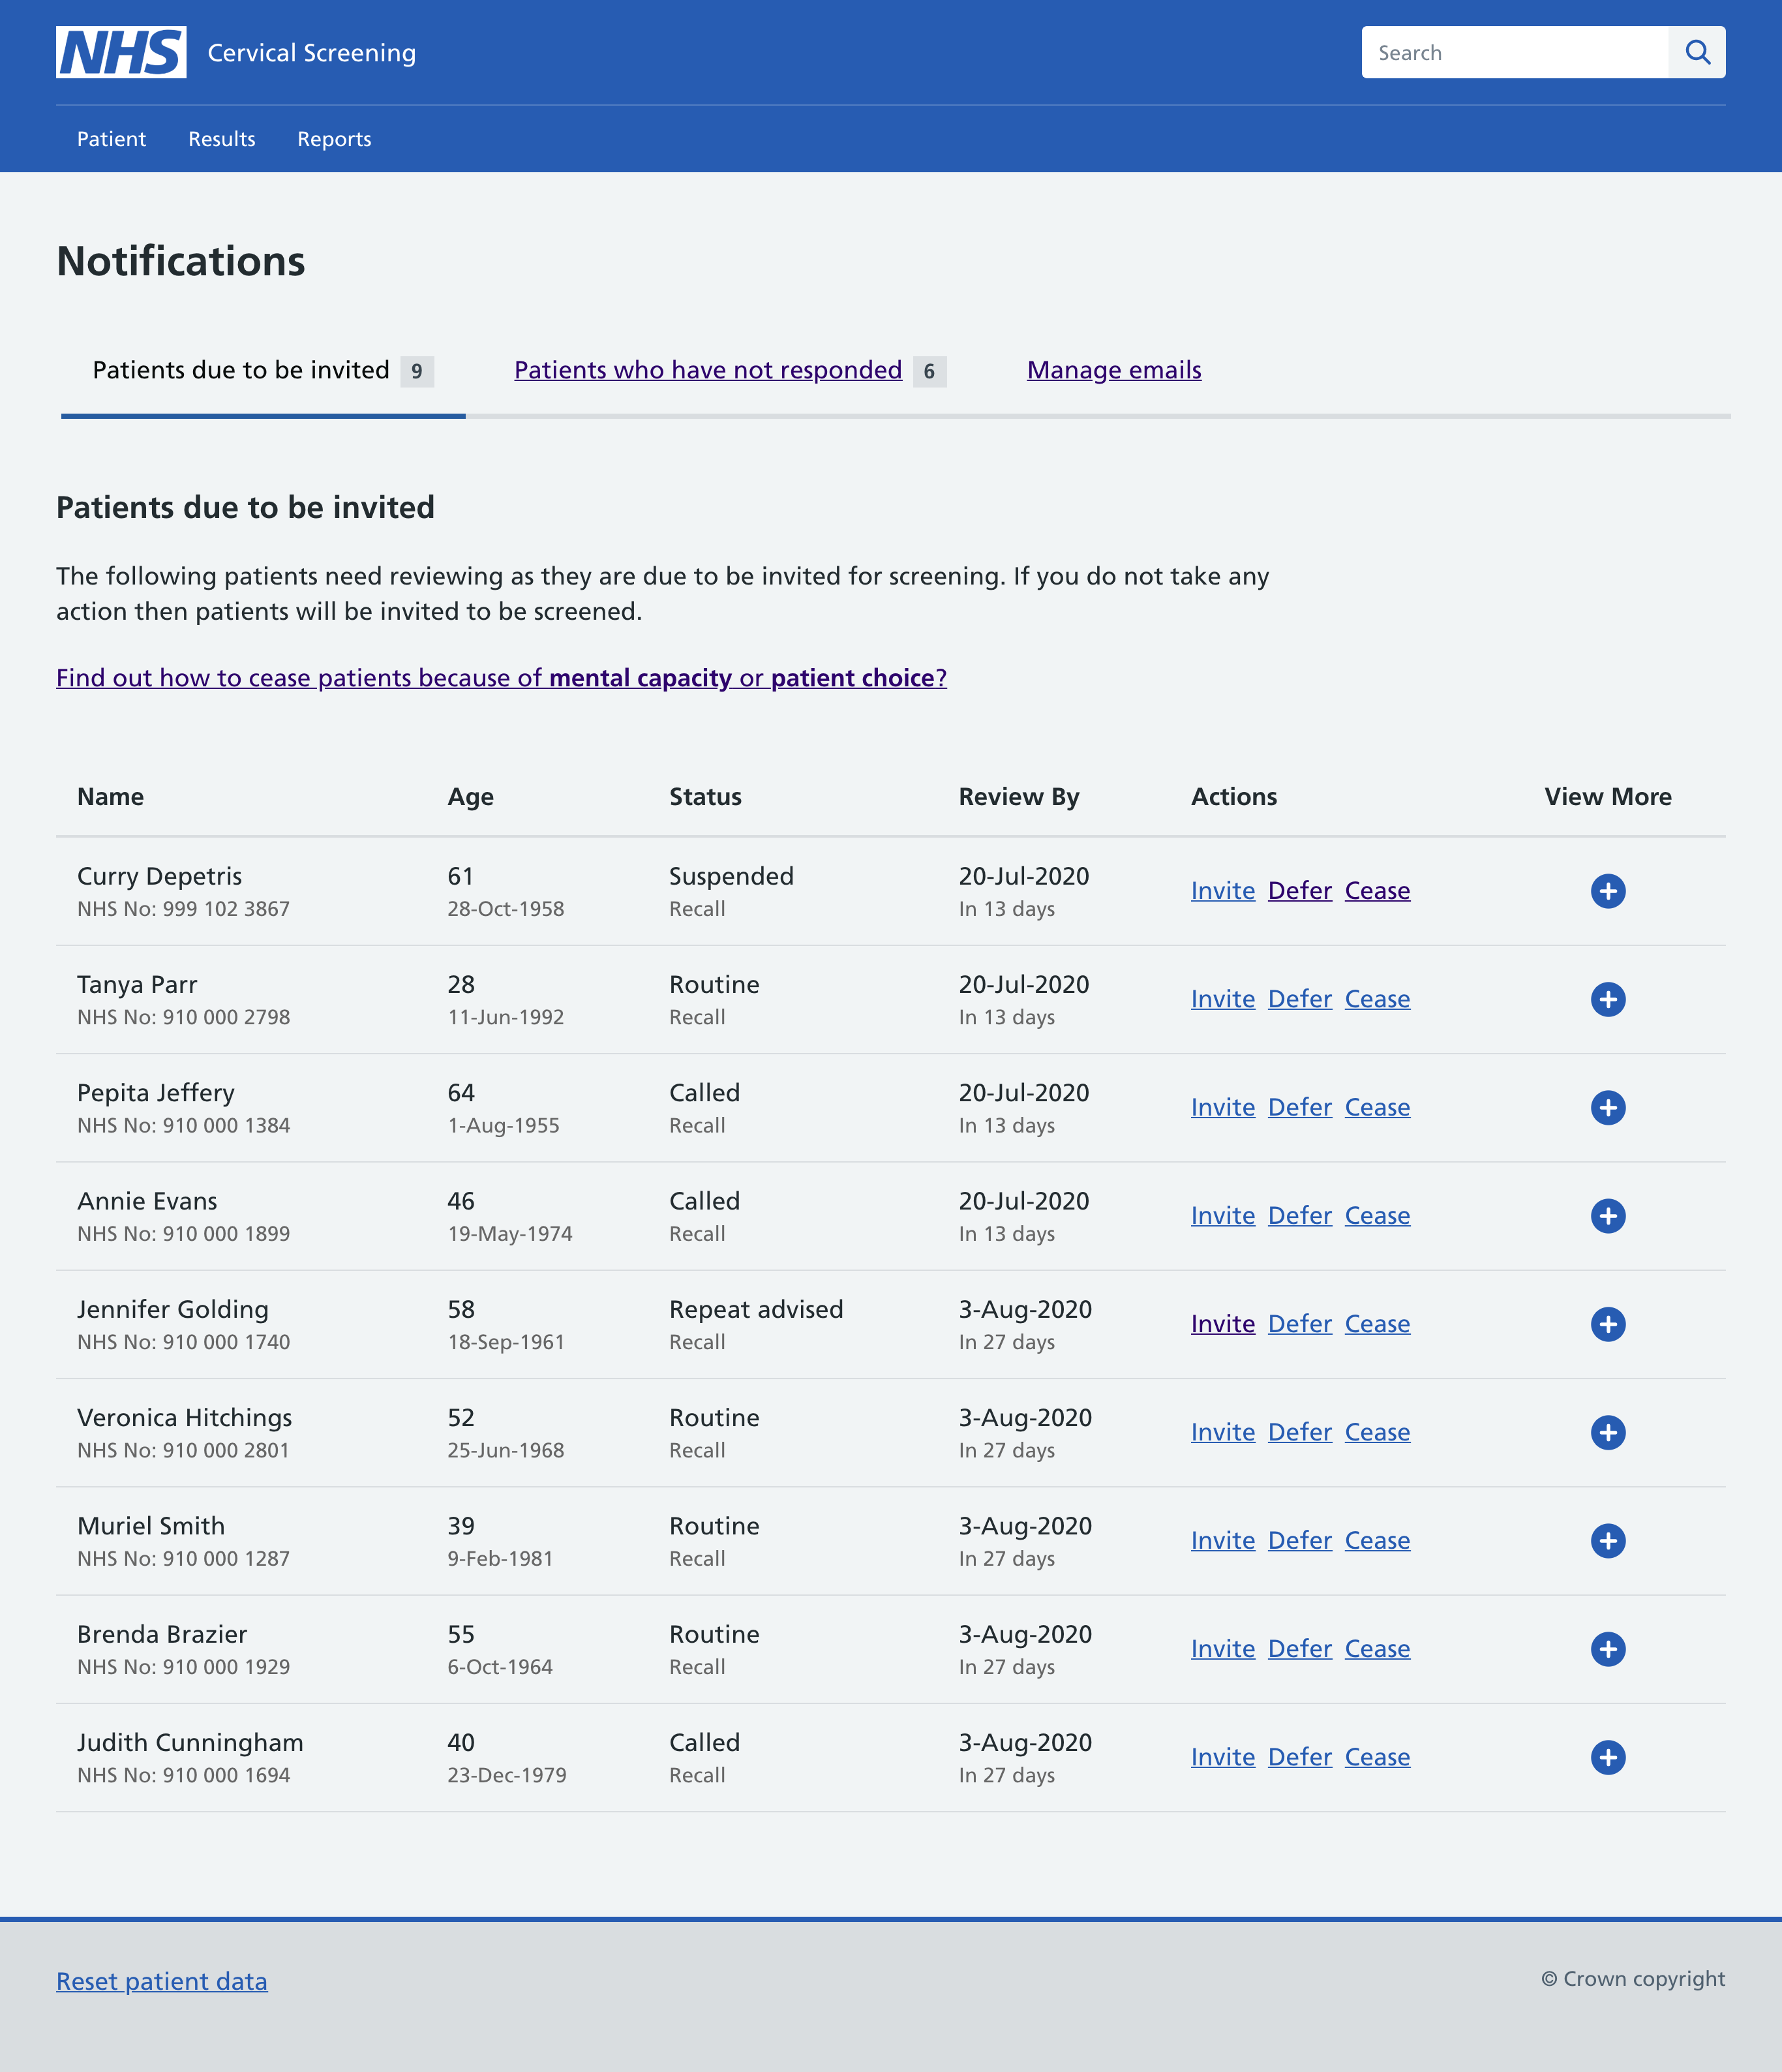 NHS Cervical Screening
Search
Patient Results Reports
Notifications
Patients due to be invited 9 Patients who have not responded 6 Manage emails
Patients due to be invited
The following patients need reviewing as they are due to be invited for screening. If you do not take any
action then patients will be invited to be screened.
Find out how to cease patients because of mental capacity or patient choice?
Name Age Status Review By Actions View More
Curry Depetris 61 Suspended 20-Jul-2020 Invite Defer Cease
NHS No: 999 102 3867 28-Oct-1958 Recall In 13 days
Tanya Parr 28 Routine 20-Jul-2020 Invite Defer Cease
NHS No: 910 000 2798 11-Jun-1992 Recall In 13 days
Pepita Jeffery 64 Called 20-Jul-2020 Invite Defer Cease
NHS No: 910 000 1384 1-Aug-1955 Recall In 13 days
Annie Evans 46 Called 20-Jul-2020 Invite Defer Cease
NHS No: 910 000 1899 19-May-1974 Recall In 13 days
Jennifer Golding 58 Repeat advised 3-Aug-2020 Invite Defer Cease
NHS No: 910 000 1740 18-Sep-1961 Recall In 27 days
Veronica Hitchings 52 Routine 3-Aug-2020 Invite Defer Cease
NHS No: 910 000 2801 25-Jun-1968 Recall In 27 days
Muriel Smith 39 Routine 3-Aug-2020 Invite Defer Cease
NHS No: 910 000 1287 9-Feb-1981 Recall In 27 days
Brenda Brazier 55 Routine 3-Aug-2020 Invite Defer Cease
NHS No: 910 000 1929 6-Oct-1964 Recall In 27 days
Judith Cunningham 40 Called 3-Aug-2020 Invite Defer Cease
NHS No: 910 000 1694 23-Dec-1979 Recall In 27 days
Reset patient data © Crown copyright